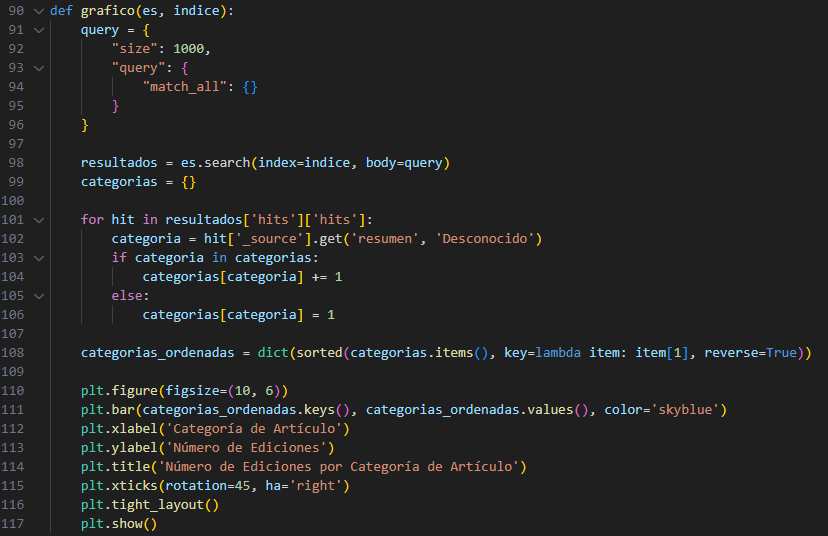 90 def grafico(es, indice):
91     query = {
92         "size": 1000,
93         "query": {
94             "match_all": {}
95         }
96     }
97
98     resultados = es.search(index=indice, body=query)
99     categorias = {}
100
101     for hit in resultados['hits']['hits']:
102         categoria = hit['_source'].get('resumen', 'Desconocido')
103         if categoria in categorias:
104             categorias[categoria] += 1
105         else:
106             categorias[categoria] = 1
107
108     categorias_ordenadas = dict(sorted(categorias.items(), key=lambda item: item[1], reverse=True))
109
110     plt.figure(figsize=(10, 6))
111     plt.bar(categorias_ordenadas.keys(), categorias_ordenadas.values(), color='skyblue')
112     plt.xlabel('Categoría de Artículo')
113     plt.ylabel('Número de Ediciones')
114     plt.title('Número de Ediciones por Categoría de Artículo')
115     plt.xticks(rotation=45, ha='right')
116     plt.tight_layout()
117     plt.show()